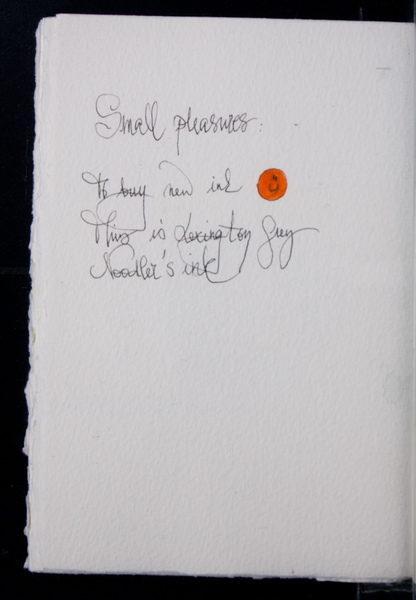 Small pleasures:
To buy new ink
This is Lexington Grey
Noodler's ink